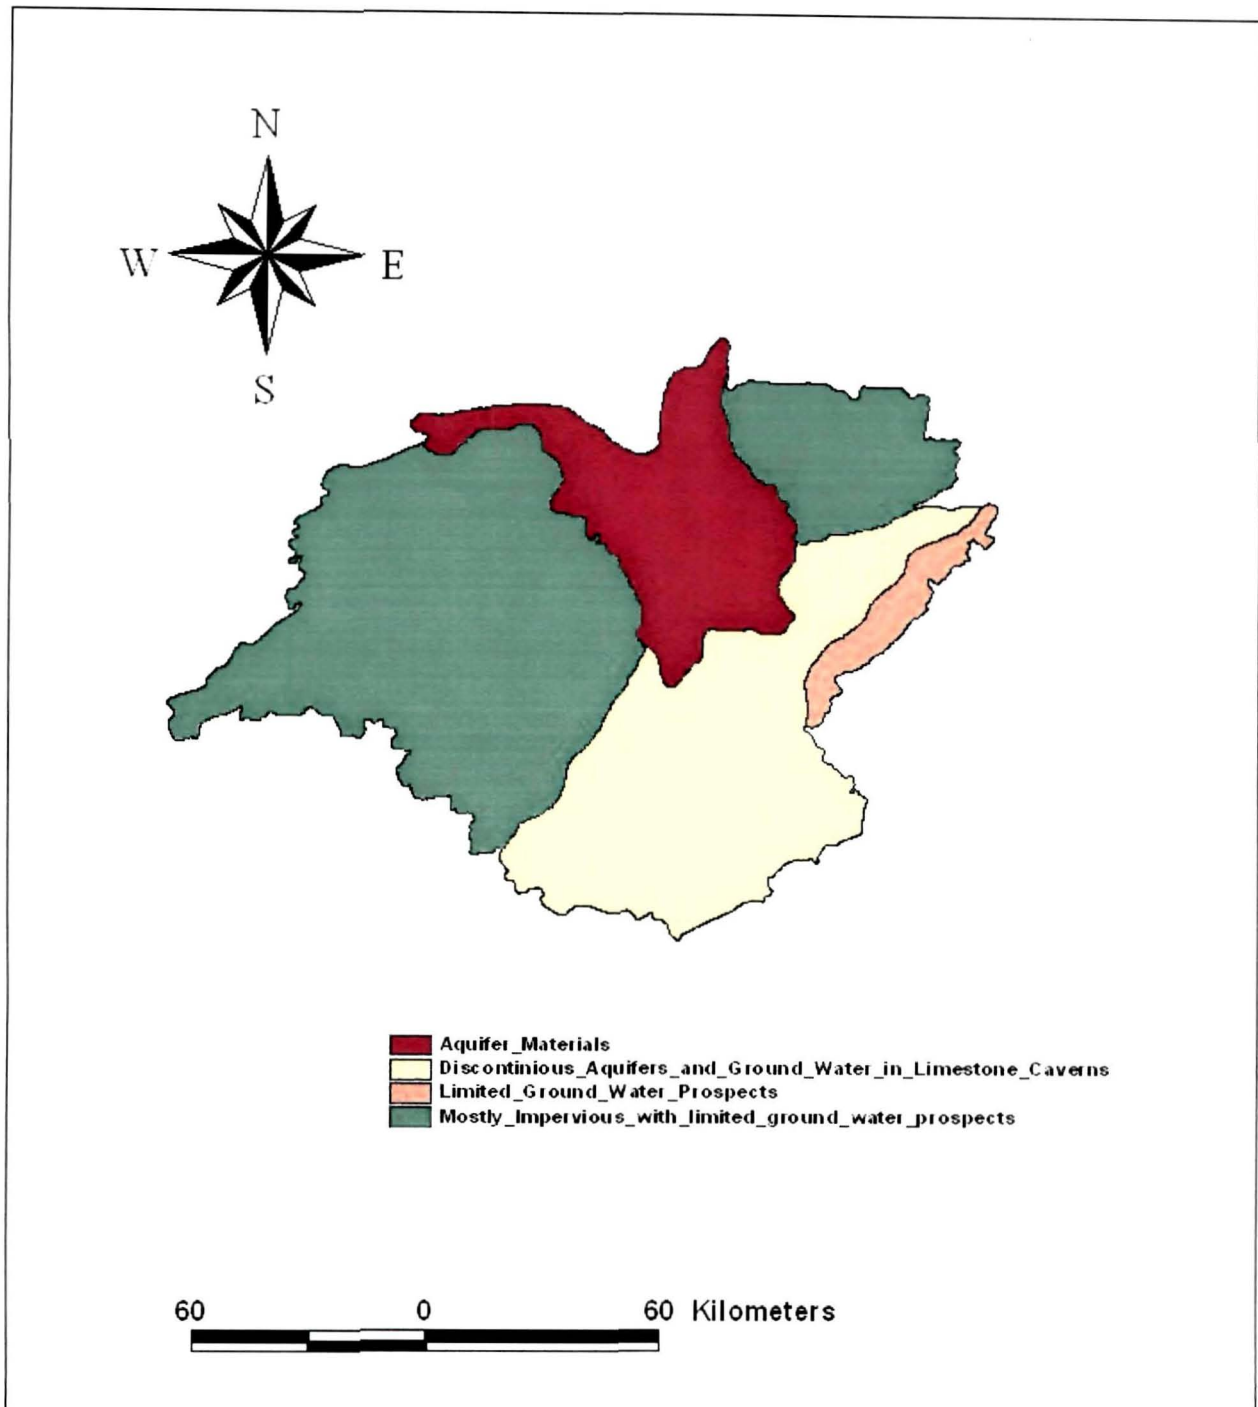 N
W E
S
Aquifer_Materials
Discontinious_Aquifers_and_Ground_Water_in_Limestone_Caverns
Limited_Ground_Water_Prospects
Mostly_Impervious_with_limited_ground_water_prospects
60 0 60 Kilometers